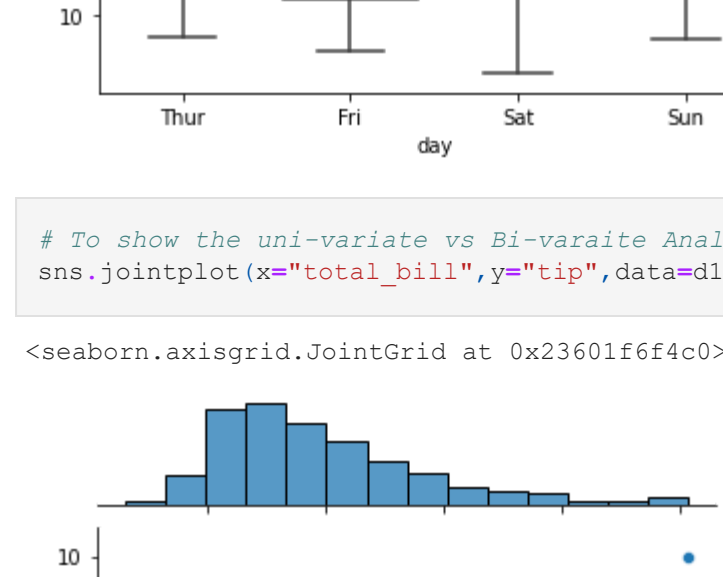 10
Thur Fri Sat Sun
day
# To show the uni-variate vs Bi-varaite Anal
sns.jointplot(x="total_bill",y="tip",data=d1
<seaborn.axisgrid.JointGrid at 0x23601f6f4c0>
10